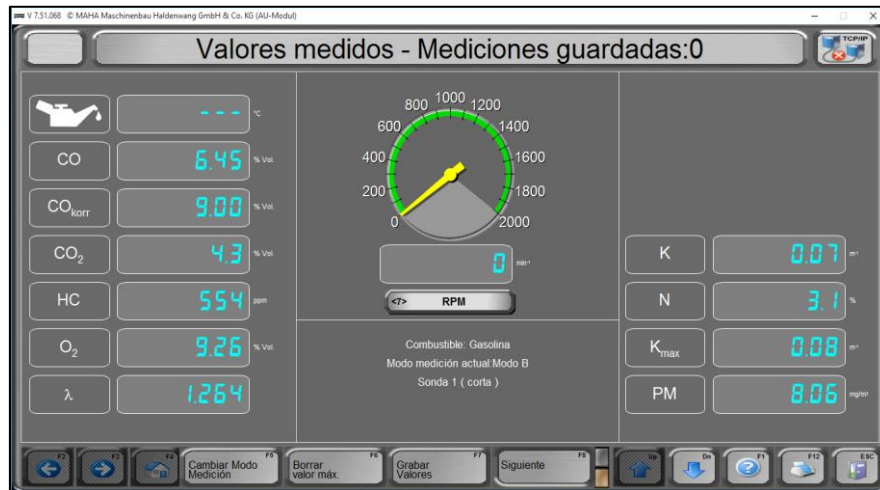 V 7.51.068 © MAHA Maschinenbau Haldenwang GmbH & Co. KG (AU-Modul)
Valores medidos - Mediciones guardadas:0
TCP/IP
- - - °C
CO 6.45 % Vol.
COkorr 9.00 % Vol.
CO2 4.3 % Vol.
HC 554 ppm
O2 9.26 % Vol.
λ 1.264
0 200 400 600 800 1000 1200 1400 1600 1800 2000
0 min-1
<7> RPM
Combustible: Gasolina
Modo medición actual:Modo B
Sonda 1 ( corta )
K 0.07 m-1
N 3.1 %
Kmax 0.08 m-1
PM 8.06 mg/m3
F2
F3
F4
Cambiar Modo Medición F5
Borrar valor máx. F6
Grabar Valores F7
Siguiente F8
Up
Dn
F1
F12
ESC